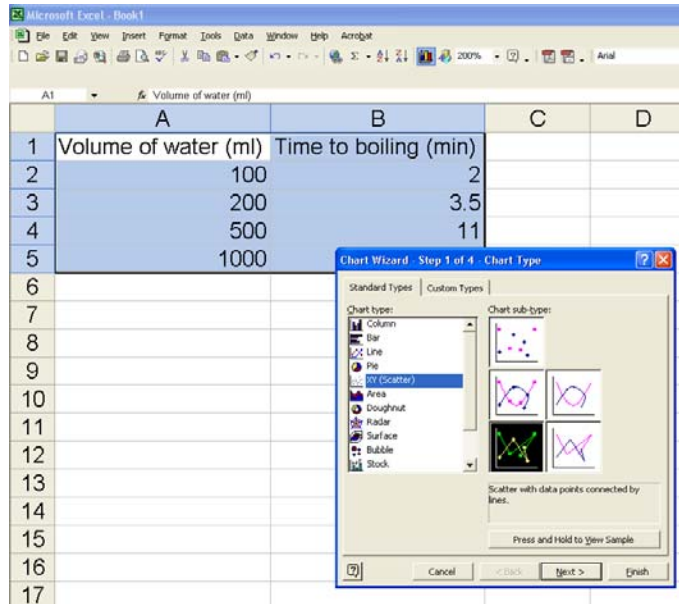 Microsoft Excel - Book1
File Edit View Insert Format Tools Data Window Help Acrobat
200% Arial
A1 fx Volume of water (ml)
A B C D
1 Volume of water (ml) Time to boiling (min)
2 100 2
3 200 3.5
4 500 11
5 1000
Chart Wizard - Step 1 of 4 - Chart Type
6
Standard Types Custom Types
7
Chart type: Chart sub-type:
Column
8
Bar
Line
9
Pie
XY (Scatter)
10
Area
Doughnut
11
Radar
Surface
12
Bubble
Stock
13
Scatter with data points connected by
lines.
14
15
Press and Hold to View Sample
16
Cancel < Back Next > Finish
17